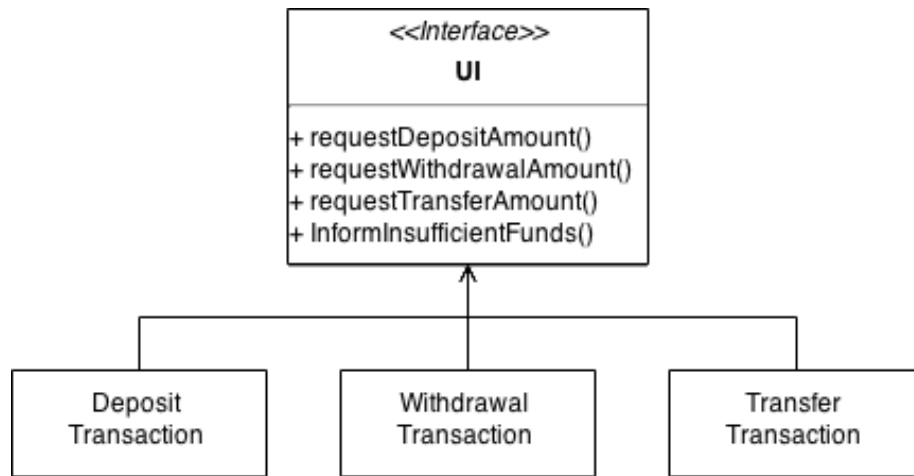 <<Interface>>
UI
+ requestDepositAmount()
+ requestWithdrawalAmount()
+ requestTransferAmount()
+ InformInsufficientFunds()
Deposit
Transaction
Withdrawal
Transaction
Transfer
Transaction